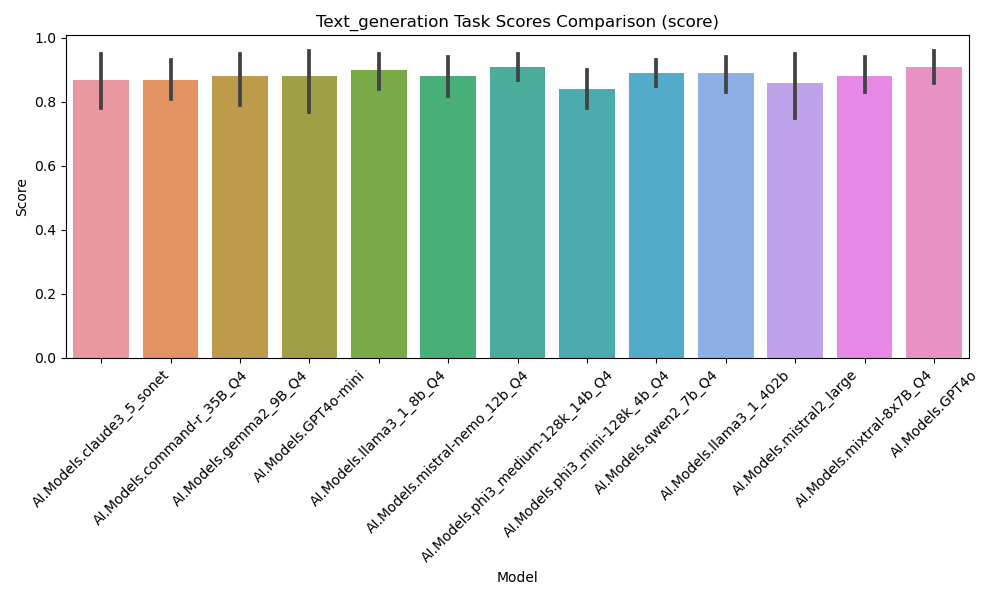 Text_generation Task Scores Comparison (score)
Score
1.0
0.8
0.6
0.4
0.2
0.0
AI.Models.claude3_5_sonet
AI.Models.command-r_35B_Q4
AI.Models.gemma2_9B_Q4
AI.Models.GPT4o-mini
AI.Models.llama3_1_8b_Q4
AI.Models.mistral-nemo_12b_Q4
AI.Models.phi3_medium-128k_14b_Q4
AI.Models.phi3_mini-128k_4b_Q4
AI.Models.qwen2_7b_Q4
AI.Models.llama3_1_402b
AI.Models.mistral2_large
AI.Models.mixtral-8x7B_Q4
AI.Models.GPT4o
Model